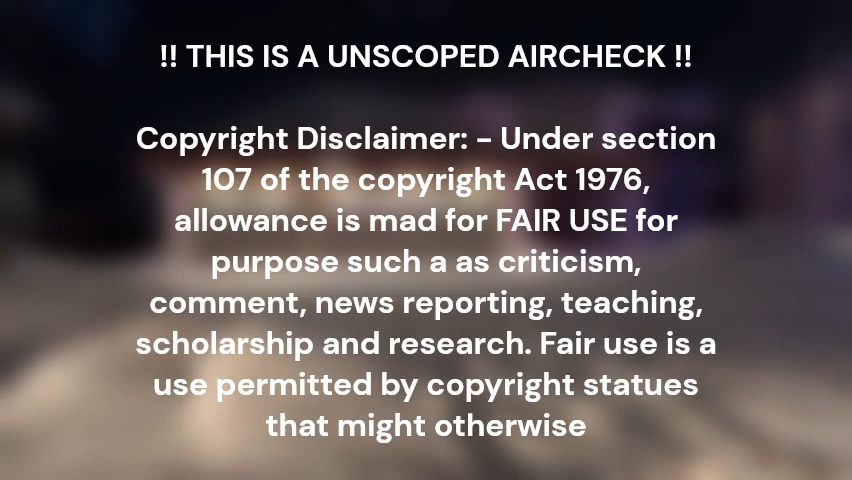 !! THIS IS A UNSCOPED AIRCHECK !!
Copyright Disclaimer: - Under section
107 of the copyright Act 1976,
allowance is mad for FAIR USE for
purpose such a as criticism,
comment, news reporting, teaching,
scholarship and research. Fair use is a
use permitted by copyright statues
that might otherwise